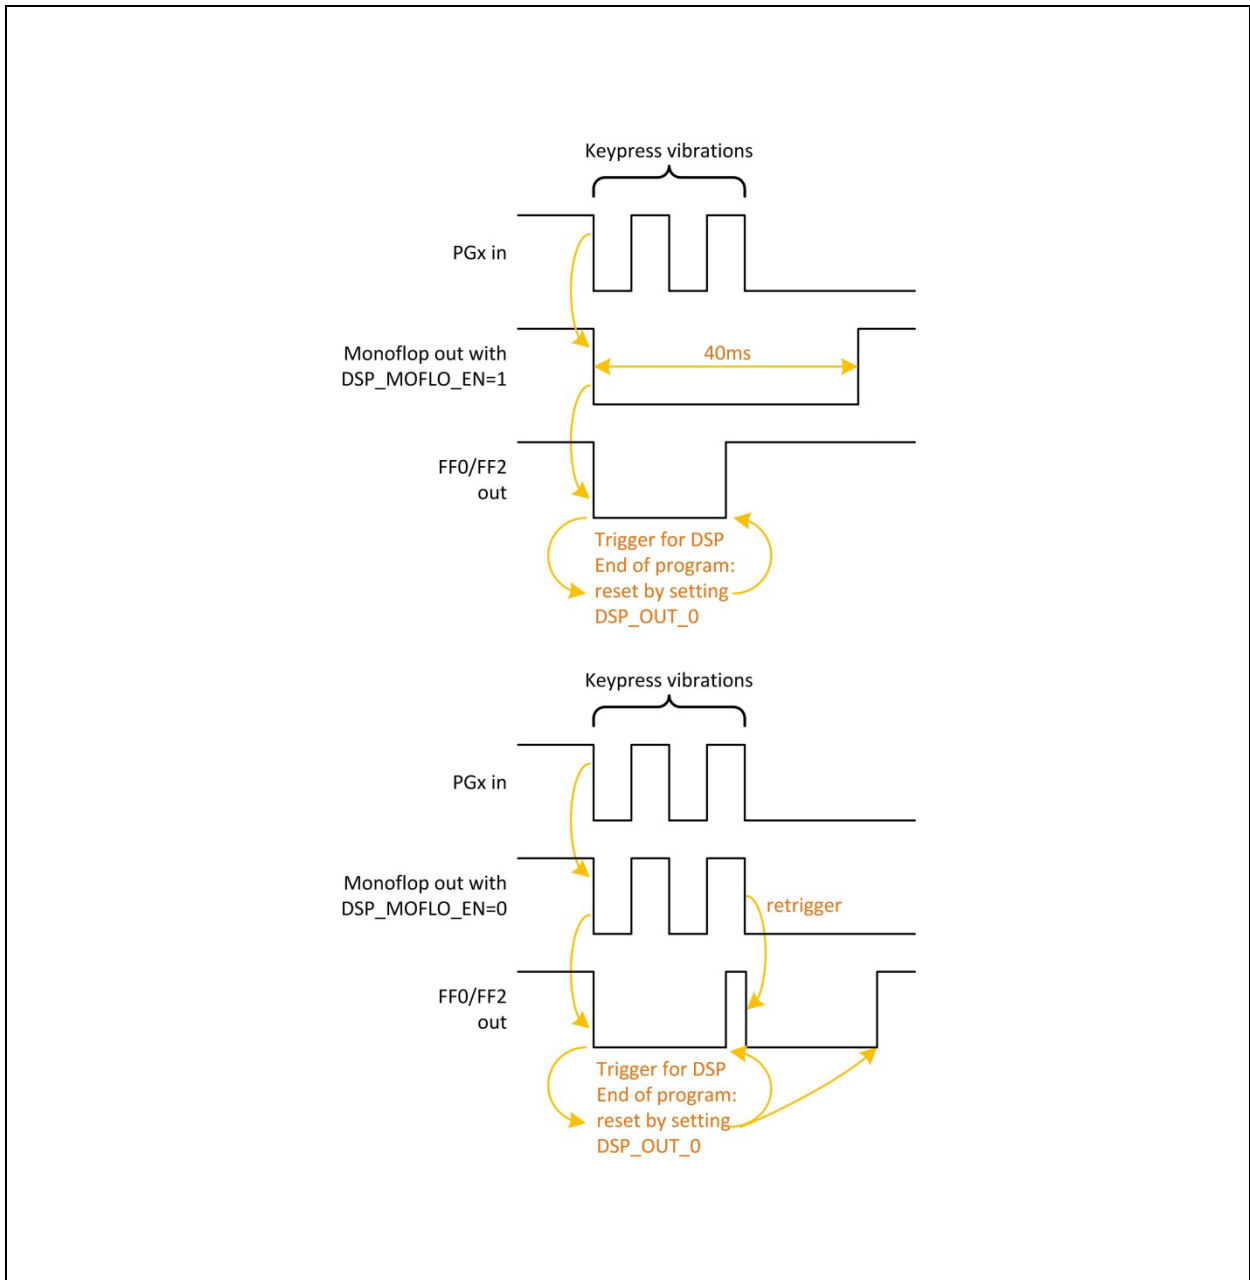 Keypress vibrations
PGx in
Monoflop out with
DSP_MOFLO_EN=1
40ms
FF0/FF2
out
Trigger for DSP
End of program:
reset by setting
DSP_OUT_0
Keypress vibrations
PGx in
Monoflop out with
DSP_MOFLO_EN=0
retrigger
FF0/FF2
out
Trigger for DSP
End of program:
reset by setting
DSP_OUT_0